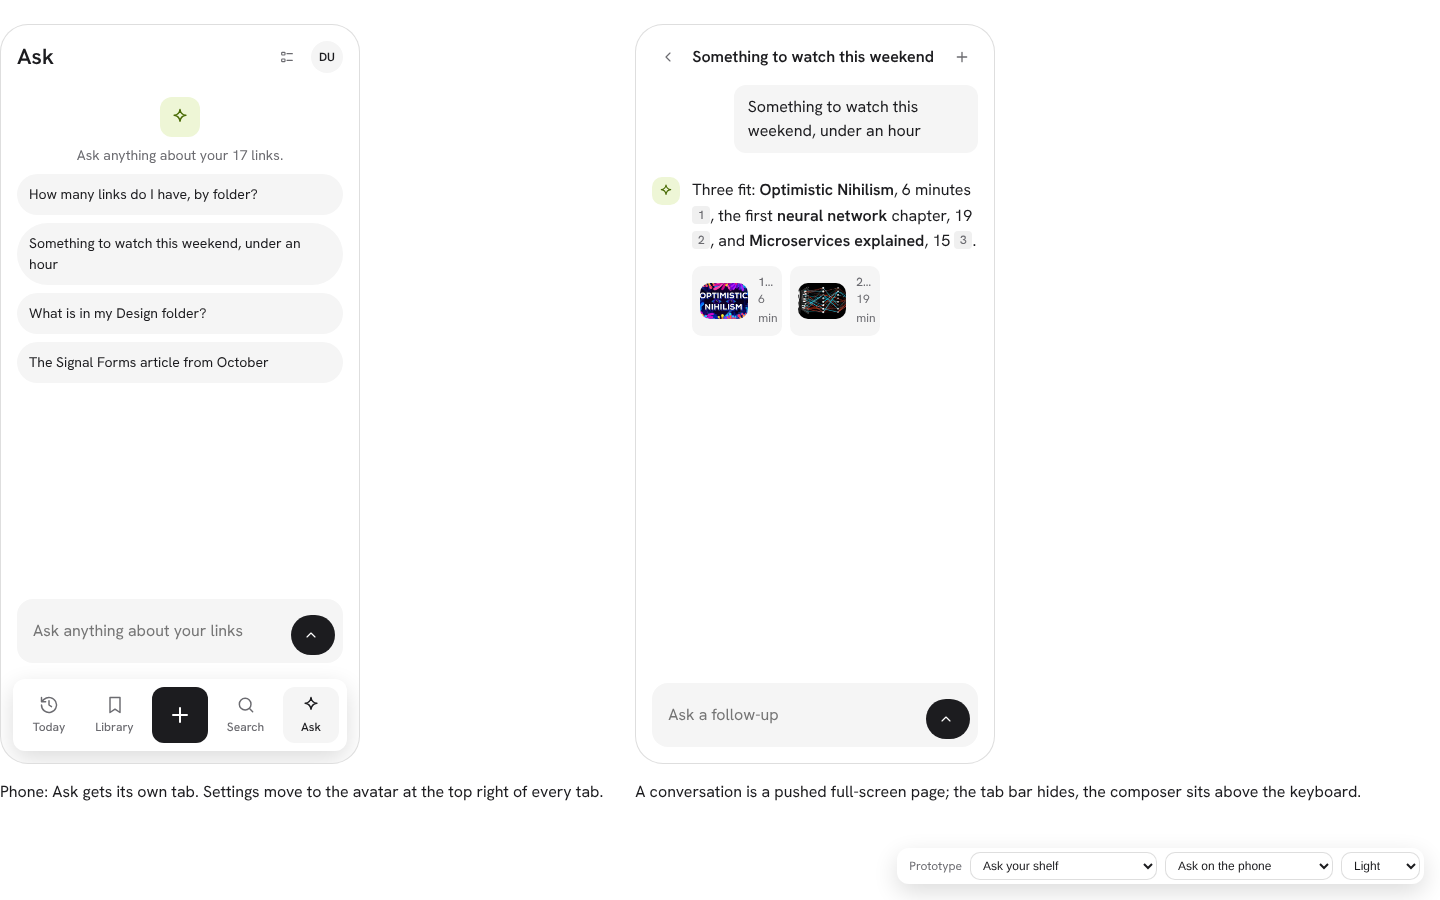 Ask
DU
Ask anything about your 17 links.
How many links do I have, by folder?
Something to watch this weekend, under an
hour
What is in my Design folder?
The Signal Forms article from October
Ask anything about your links
Today
Library
Search
Ask
Phone: Ask gets its own tab. Settings move to the avatar at the top right of every tab.
Something to watch this weekend
Something to watch this
weekend, under an hour
Three fit: Optimistic Nihilism, 6 minutes
1, the first neural network chapter, 19
2, and Microservices explained, 15 3.
OPTIMISTIC
NIHILISM
1...
6
min
2...
19
min
Ask a follow-up
A conversation is a pushed full-screen page; the tab bar hides, the composer sits above the keyboard.
Prototype
Ask your shelf
Ask on the phone
Light